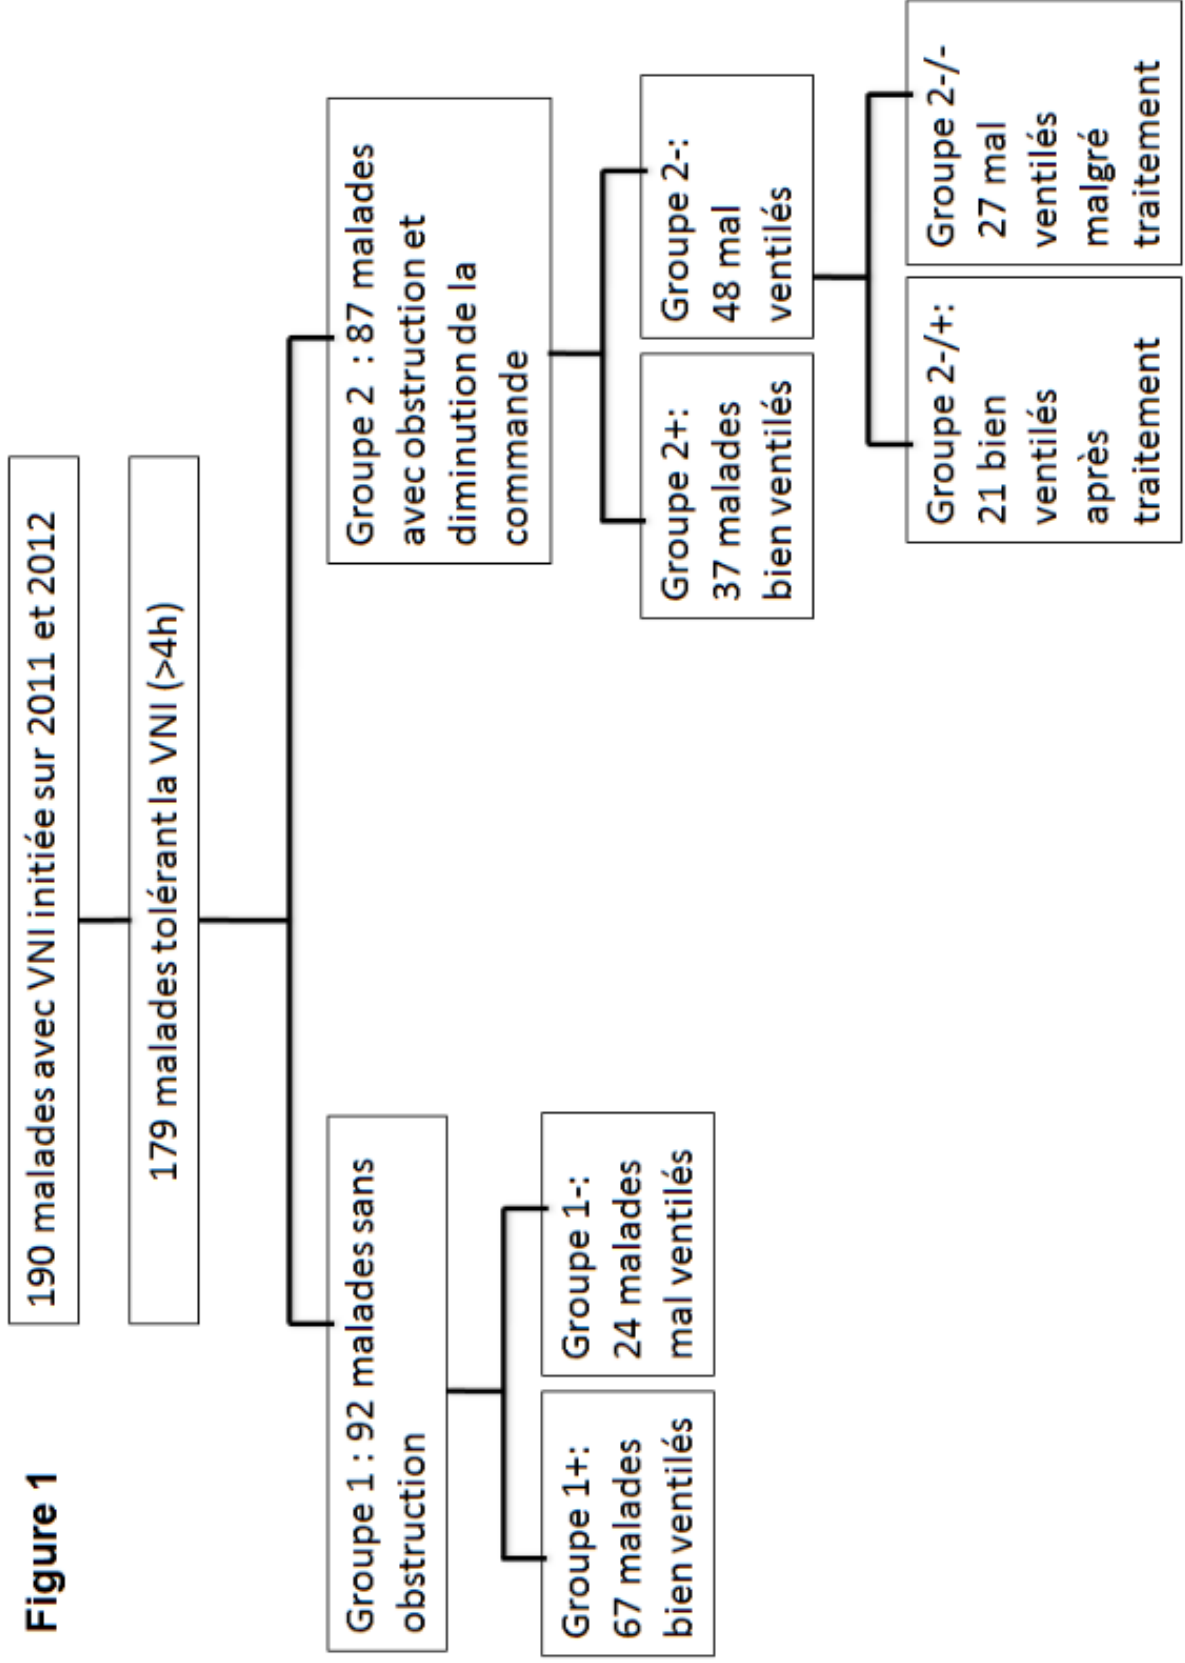 Figure 1
190 malades avec VNI initiée sur 2011 et 2012
179 malades tolérant la VNI (>4h)
Groupe 1 : 92 malades sans
obstruction
Groupe 2 : 87 malades
avec obstruction et
diminution de la
commande
Groupe 1+:
67 malades
bien ventilés
Groupe 1-:
24 malades
mal ventilés
Groupe 2+:
37 malades
bien ventilés
Groupe 2-:
48 mal
ventilés
Groupe 2-/+:
21 bien
ventilés
après
traitement
Groupe 2-/-
27 mal
ventilés
malgré
traitement